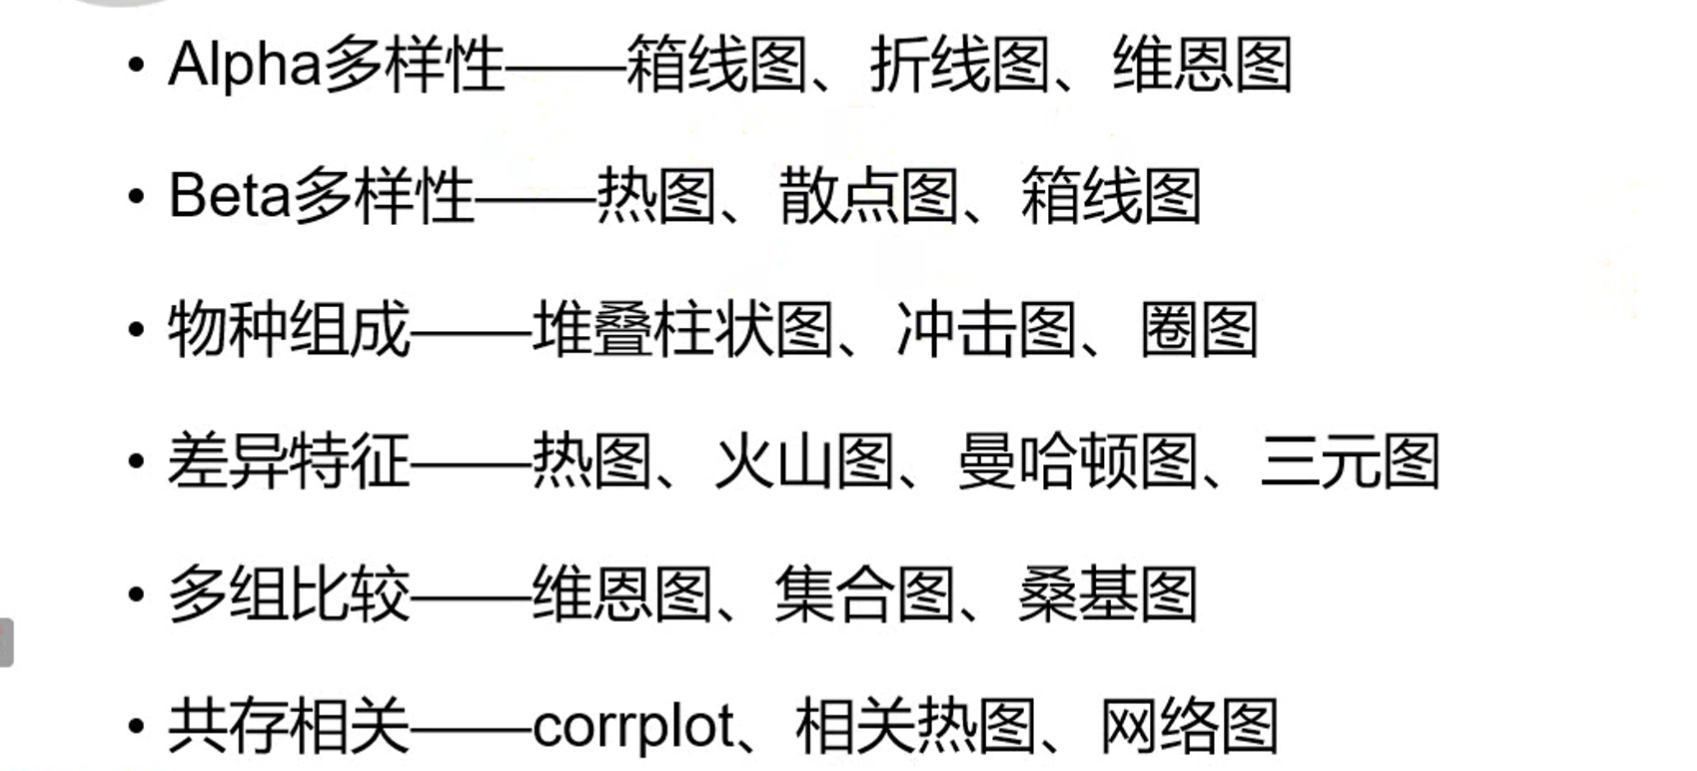 • Alpha多样性——箱线图、折线图、维恩图
• Beta多样性——热图、散点图、箱线图
• 物种组成——堆叠柱状图、冲击图、圈图
• 差异特征——热图、火山图、曼哈顿图、三元图
• 多组比较——维恩图、集合图、桑基图
• 共存相关——corrplot、相关热图、网络图